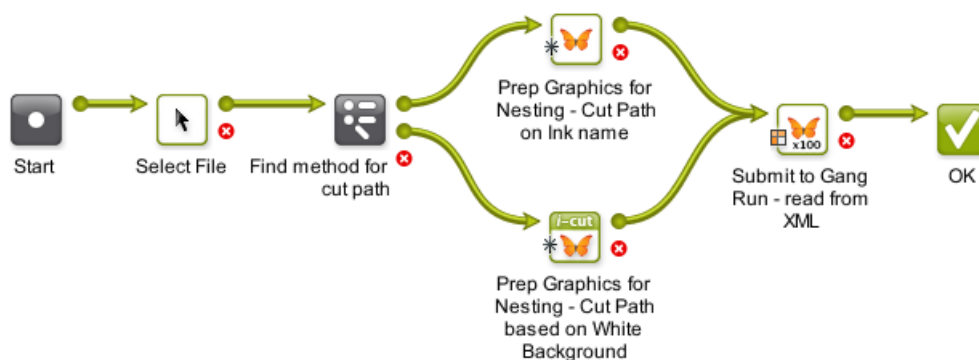 Prep Graphics for
Nesting - Cut Path
on Ink name
Start
Select File
Find method for
cut path
x100
Submit to Gang
Run - read from
XML
OK
i-cut
Prep Graphics for
Nesting - Cut Path
based on White
Background